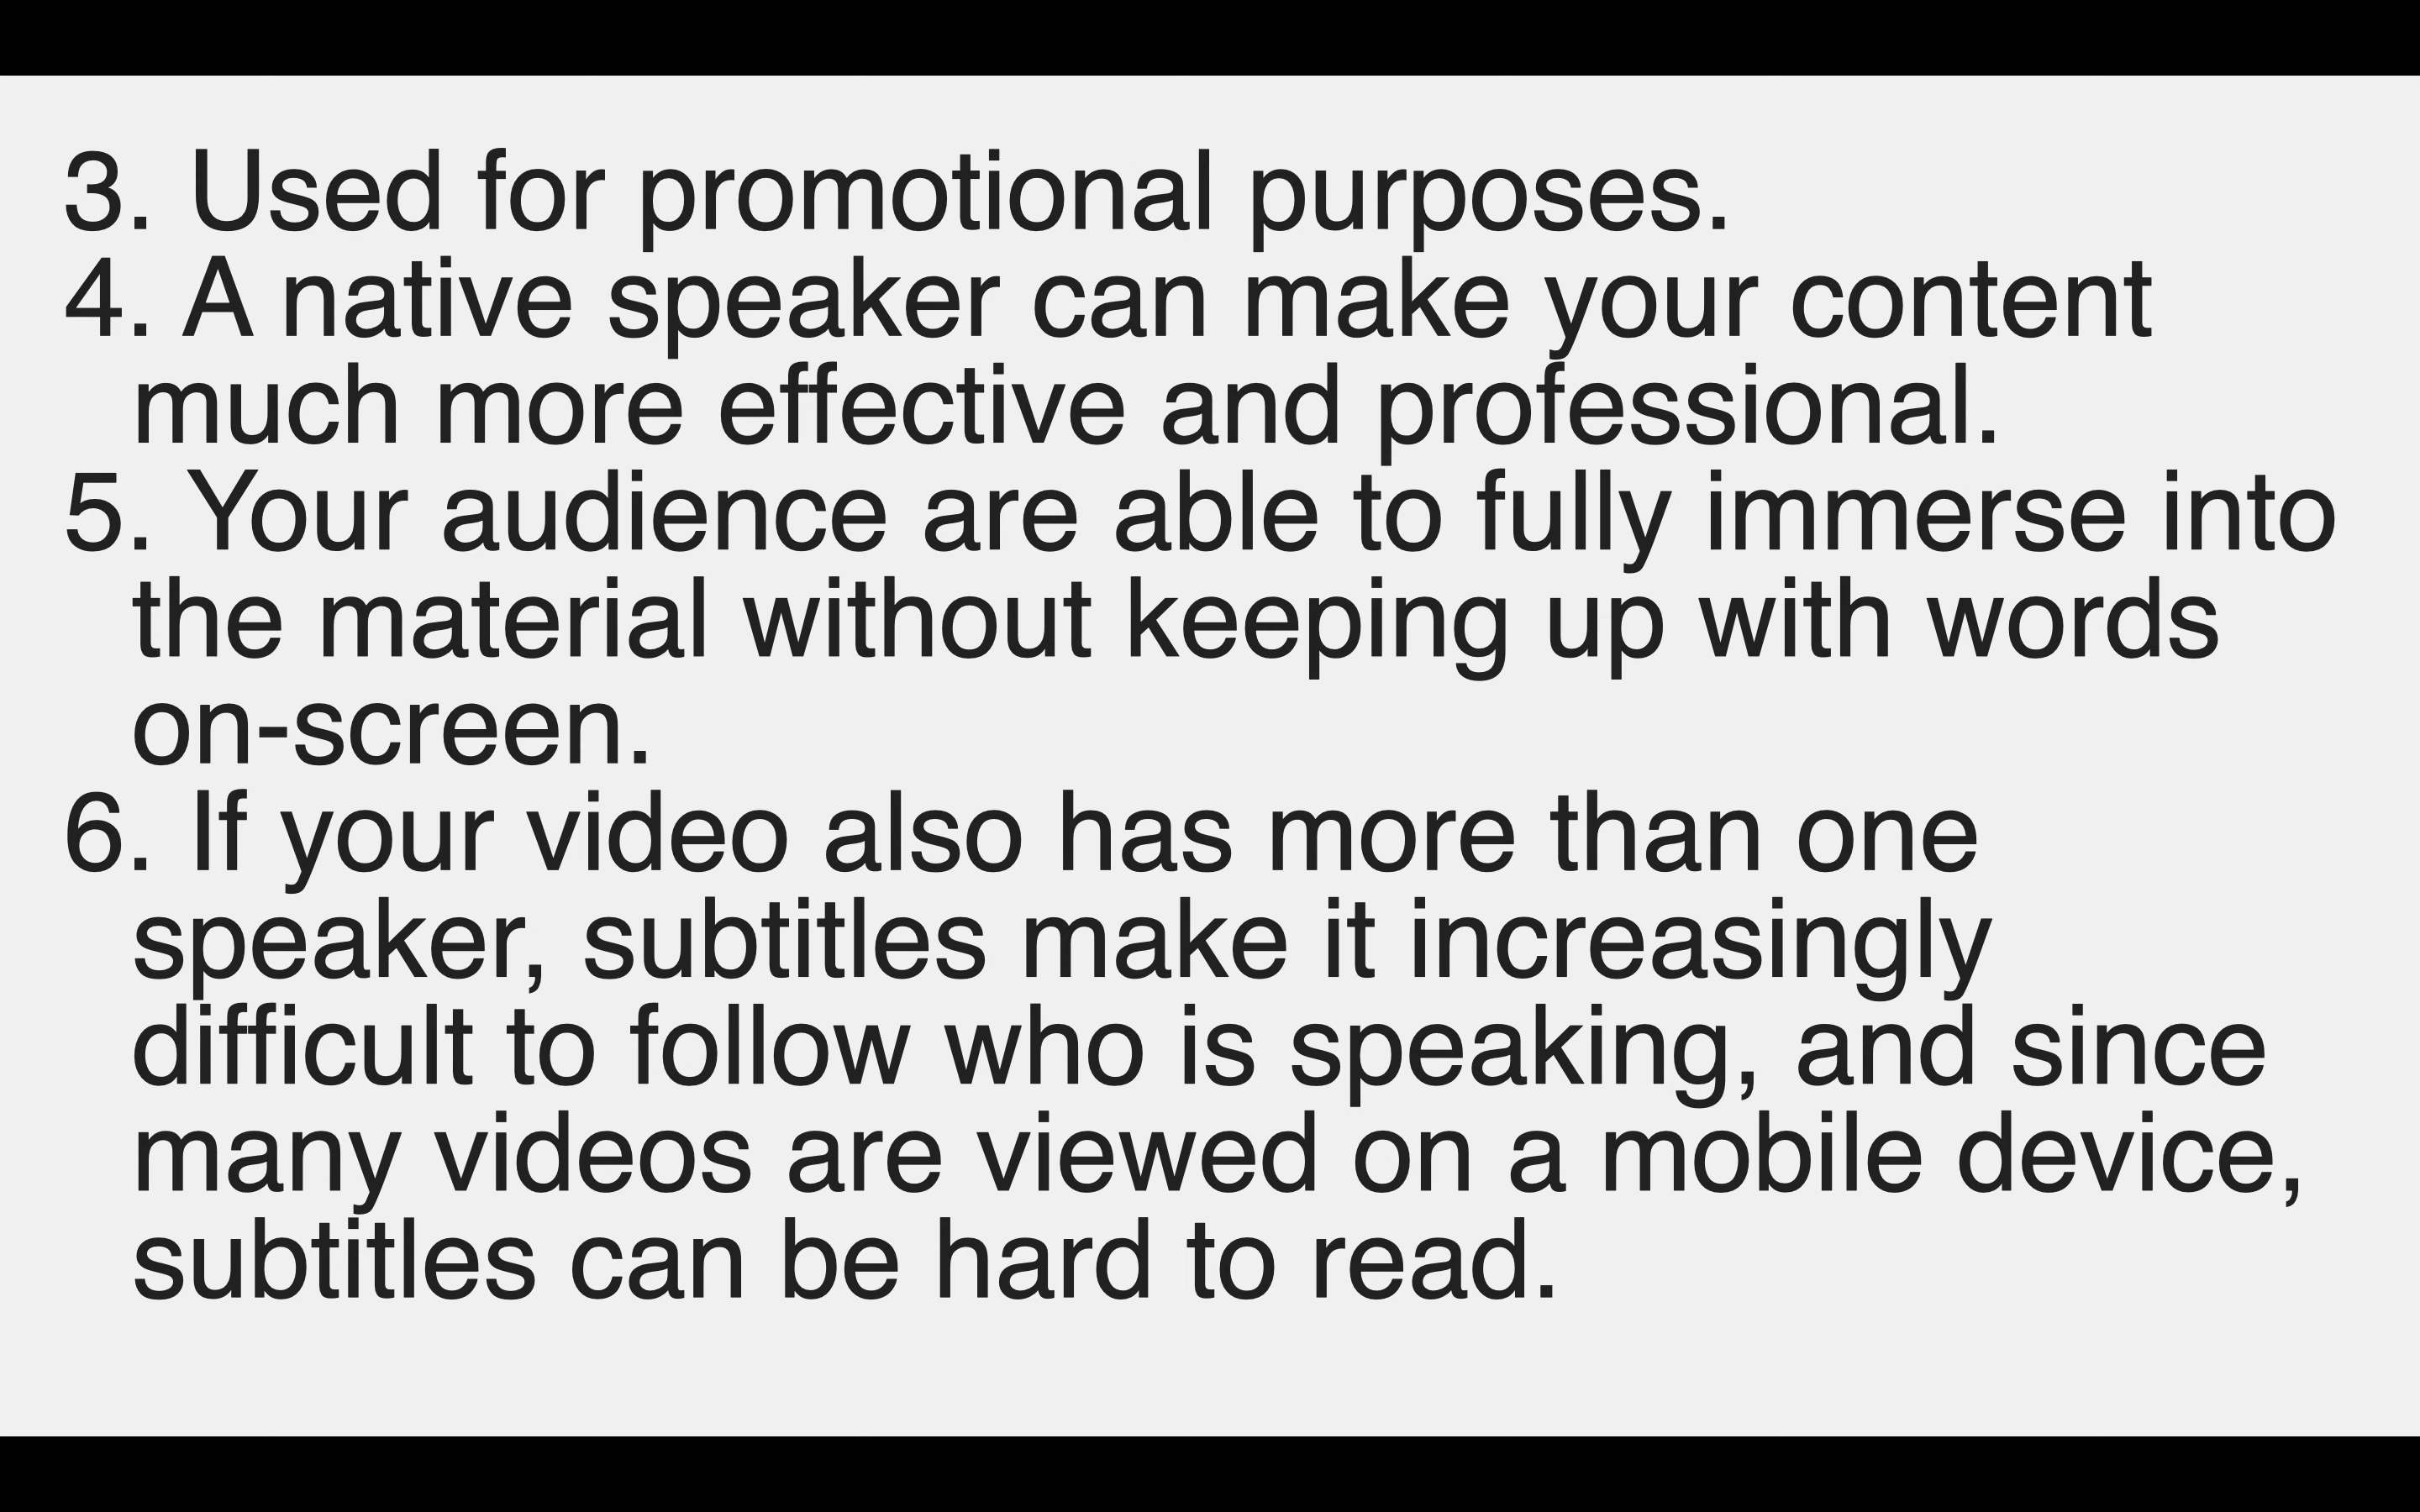 3. Used for promotional purposes.
4. A native speaker can make your content
much more effective and professional.
5. Your audience are able to fully immerse into
the material without keeping up with words
on-screen.
6. If your video also has more than one
speaker, subtitles make it increasingly
difficult to follow who is speaking, and since
many videos are viewed on a mobile device,
subtitles can be hard to read.